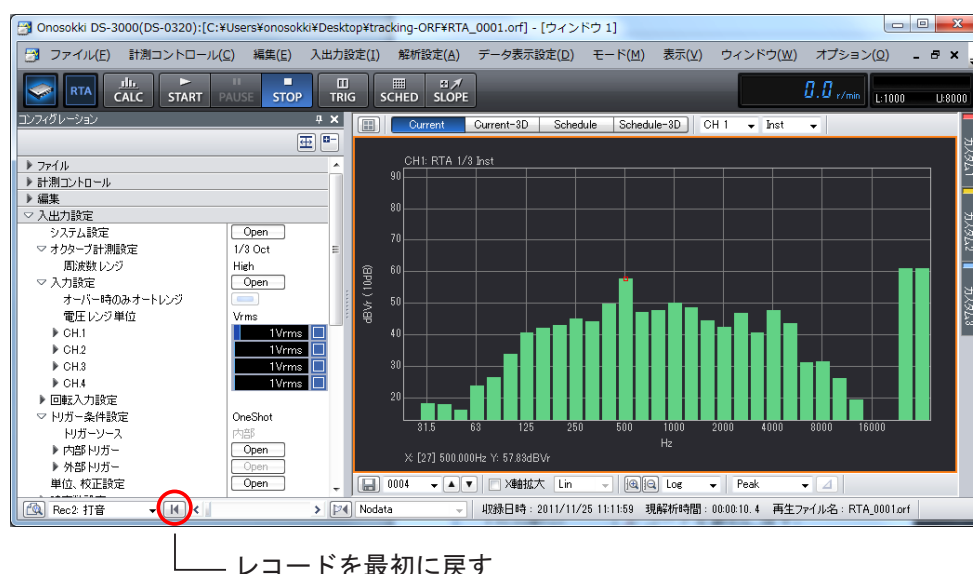 Onosokki DS-3000(DS-0320):[C:¥Users¥onosokki¥Desktop¥tracking-ORF¥RTA_0001.orf] - [ウィンドウ 1]
ファイル(F) 計測コントロール(C) 編集(E) 入出力設定(I) 解析設定(A) データ表示設定(D) モード(M) 表示(V) ウィンドウ(W) オプション(O)
RTA CALC START PAUSE STOP TRIG SCHED SLOPE 0.0 r/min L:1000 U:8000
コンフィグレーション
Current Current-3D Schedule Schedule-3D CH 1 Inst
ファイル
計測コントロール
編集
入出力設定
システム設定 Open
オクターブ計測設定 1/3 Oct
周波数レンジ High
入力設定 Open
オーバー時のみオートレンジ
電圧レンジ単位 Vrms
CH.1 1Vrms
CH.2 1Vrms
CH.3 1Vrms
CH.4 1Vrms
回転入力設定
トリガー条件設定 OneShot
トリガーソース 内部
内部トリガー Open
外部トリガー Open
単位、校正設定 Open
CH1: RTA 1/3 Inst
90
80
70
60
50
40
30
20
dBVr (10dB)
31.5 63 125 250 500 1000 2000 4000 8000 16000
Hz
X: [27] 500.000Hz Y: 57.83dBVr
カスタム1
カスタム2
カスタム3
0004 X軸拡大 Lin Log Peak
Rec2: 打音 Nodata 収録日時：2011/11/25 11:11:59 現解析時間：00:00:10.4 再生ファイル名：RTA_0001.orf
レコードを最初に戻す